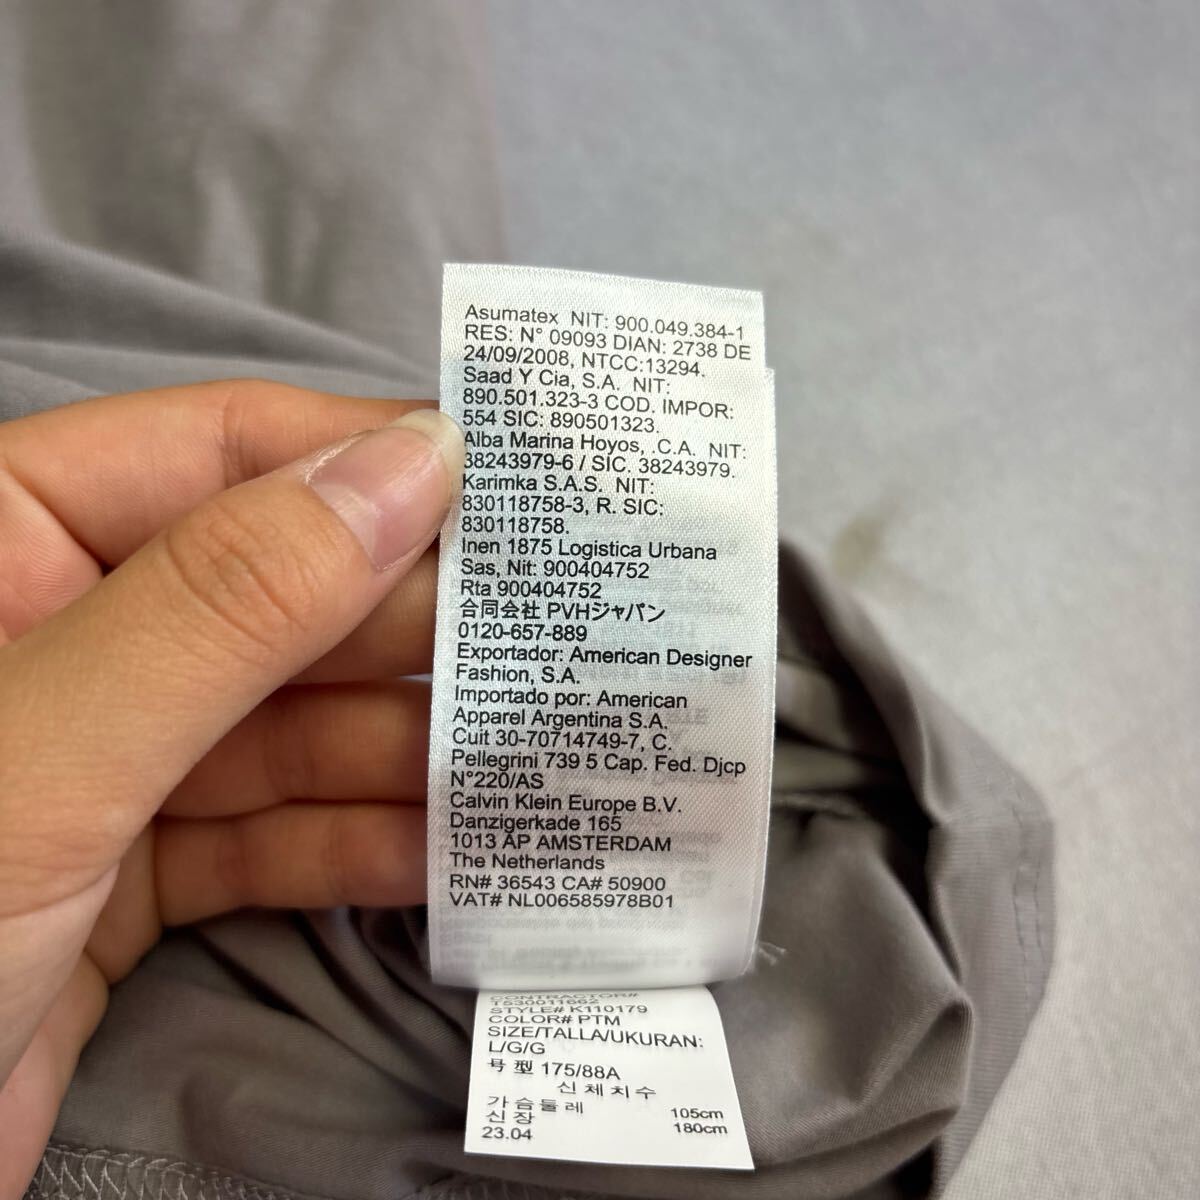 Asumatex NIT: 900.049.384-1
RES: N° 09093 DIAN: 2738 DE
24/09/2008, NTCC:13294.
Saad Y Cia, S.A. NIT:
890.501.323-3 COD. IMPOR:
554 SIC: 890501323.
Alba Marina Hoyos, .C.A. NIT:
38243979-6 / SIC. 38243979.
Karimka S.A.S. NIT:
830118758-3, R. SIC:
830118758.
Inen 1875 Logistica Urbana
Sas, Nit: 900404752
Rta 900404752
合同会社 PVHジャパン
0120-657-889
Exportador: American Designer
Fashion, S.A.
Importado por: American
Apparel Argentina S.A.
Cuit 30-70714749-7, C.
Pellegrini 739 5 Cap. Fed. Djcp
N°220/AS
Calvin Klein Europe B.V.
Danzigerkade 165
1013 AP AMSTERDAM
The Netherlands
RN# 36543 CA# 50900
VAT# NL006585978B01
CONTRACTOR#
T530011662
STYLE# K110179
COLOR# PTM
SIZE/TALLA/UKURAN:
L/G/G
号型 175/88A
신체치수
가슴둘레 105cm
신장 180cm
23.04